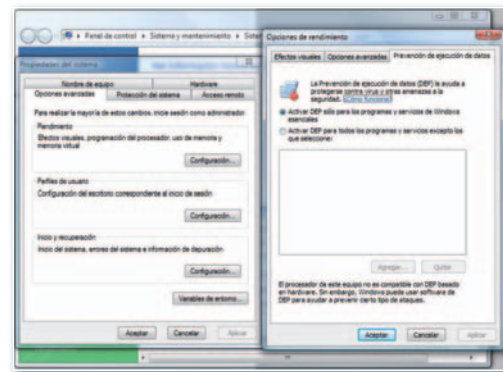 Panel de control ▸ Sistema y mantenimiento ▸
Propiedades del sistema
Nombre de equipo
Hardware
Opciones avanzadas
Protección del sistema
Acceso remoto
Para realizar la mayoría de estos cambios, inicie sesión como administrador.
Rendimiento
Efectos visuales, programación del procesador, uso de memoria y
memoria virtual
Configuración...
Perfiles de usuario
Configuración del escritorio correspondiente al inicio de sesión
Configuración...
Inicio y recuperación
Inicio del sistema, errores del sistema e información de depuración
Configuración...
Variables de entorno...
Aceptar
Cancelar
Aplicar
Opciones de rendimiento
Efectos visuales
Opciones avanzadas
Prevención de ejecución de datos
La Prevención de ejecución de datos (DEP) le ayuda a
protegerse contra virus y otras amenazas a la
seguridad. ¿Cómo funciona?
Activar DEP sólo para los programas y servicios de Windows
esenciales
Activar DEP para todos los programas y servicios excepto los
que seleccione:
Agregar...
Quitar
El procesador de este equipo no es compatible con DEP basado
en hardware. Sin embargo, Windows puede usar software de
DEP para ayudar a prevenir cierto tipo de ataques.
Aceptar
Cancelar
Aplicar